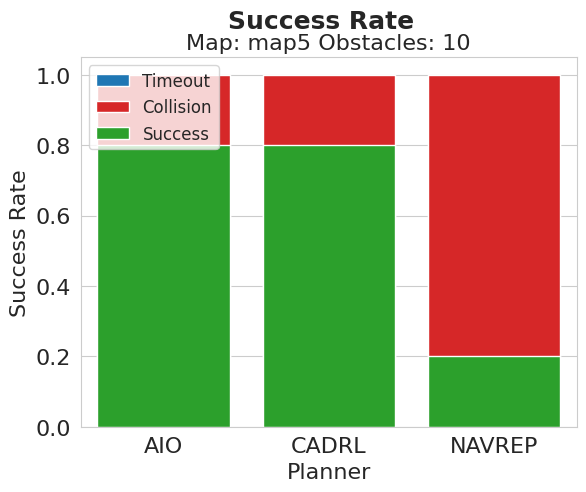 Success Rate
Map: map5 Obstacles: 10
Timeout
Collision
Success
1.0
0.8
0.6
0.4
0.2
0.0
Success Rate
AIO CADRL NAVREP
Planner